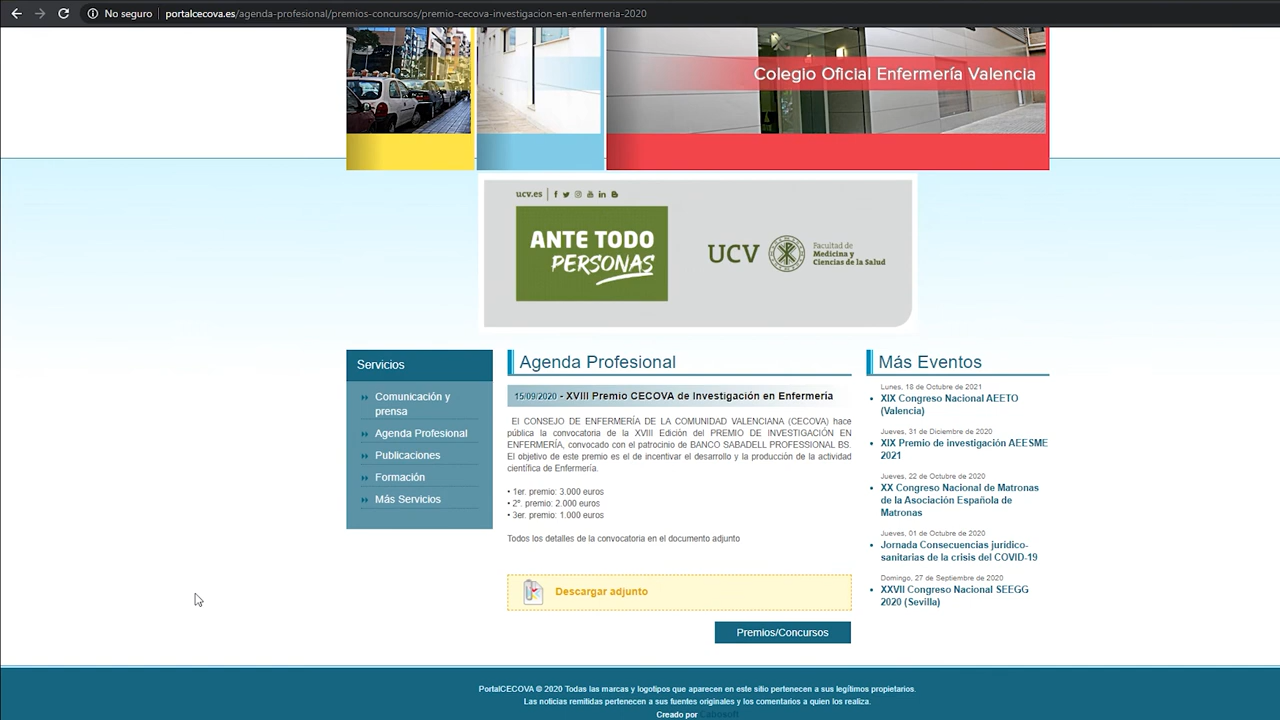 No seguro
portalcecova.es/agenda-profesional/premios-concursos/premio-cecova-investigacion-en-enfermeria-2020
Colegio Oficial Enfermería Valencia
ucv.es
ANTE TODO
PERSONAS
UCV
Facultad de
Medicina y
Ciencias de la Salud
Servicios
Comunicación y
prensa
Agenda Profesional
Publicaciones
Formación
Más Servicios
Agenda Profesional
15/09/2020 - XVIII Premio CECOVA de Investigación en Enfermería
El CONSEJO DE ENFERMERÍA DE LA COMUNIDAD VALENCIANA (CECOVA) hace
pública la convocatoria de la XVIII Edición del PREMIO DE INVESTIGACIÓN EN
ENFERMERÍA, convocado con el patrocinio de BANCO SABADELL PROFESSIONAL BS.
El objetivo de este premio es el de incentivar el desarrollo y la producción de la actividad
científica de Enfermería.
• 1er. premio: 3.000 euros
• 2º. premio: 2.000 euros
• 3er. premio: 1.000 euros
Todos los detalles de la convocatoria en el documento adjunto
Descargar adjunto
Premios/Concursos
Más Eventos
Lunes, 18 de Octubre de 2021
• XIX Congreso Nacional AEETO
(Valencia)
Jueves, 31 de Diciembre de 2020
• XIX Premio de investigación AEESME
2021
Jueves, 22 de Octubre de 2020
• XX Congreso Nacional de Matronas
de la Asociación Española de
Matronas
Jueves, 01 de Octubre de 2020
• Jornada Consecuencias jurídico-
sanitarias de la crisis del COVID-19
Domingo, 27 de Septiembre de 2020
• XXVII Congreso Nacional SEEGG
2020 (Sevilla)
PortalCECOVA © 2020 Todas las marcas y logotipos que aparecen en este sitio pertenecen a sus legítimos propietarios.
Las noticias remitidas pertenecen a sus fuentes originales y los comentarios a quien los realiza.
Creado por